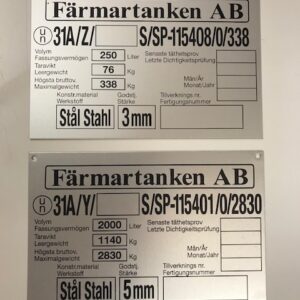 Färmartanken AB
un 31A/Z/ S/SP-115408/0/338
Volym
Fassungsvermögen 250 Liter
Senaste täthetsprov
Letzte Dichtigkeitsprüfung
Taravikt
Leergewicht 76 Kg
Högsta bruttov.
Maximalgewicht 338 Kg
Mån/År
Monat/Jahr
Konstr.material
Werkstoff
Godstj.
Stärke
Tillverknings nr.
Fertigungsnummer
Stål Stahl 3mm
Färmartanken AB
un 31A/Y/ S/SP-115401/0/2830
Volym
Fassungsvermögen 2000 Liter
Senaste täthetsprov
Letzte Dichtigkeitsprüfung
Taravikt
Leergewicht 1140 Kg
Högsta bruttov.
Maximalgewicht 2830 Kg
Mån/År
Monat/Jahr
Konstr.material
Werkstoff
Godstj.
Stärke
Tillverknings nr.
Fertigungsnummer
Stål Stahl 5mm